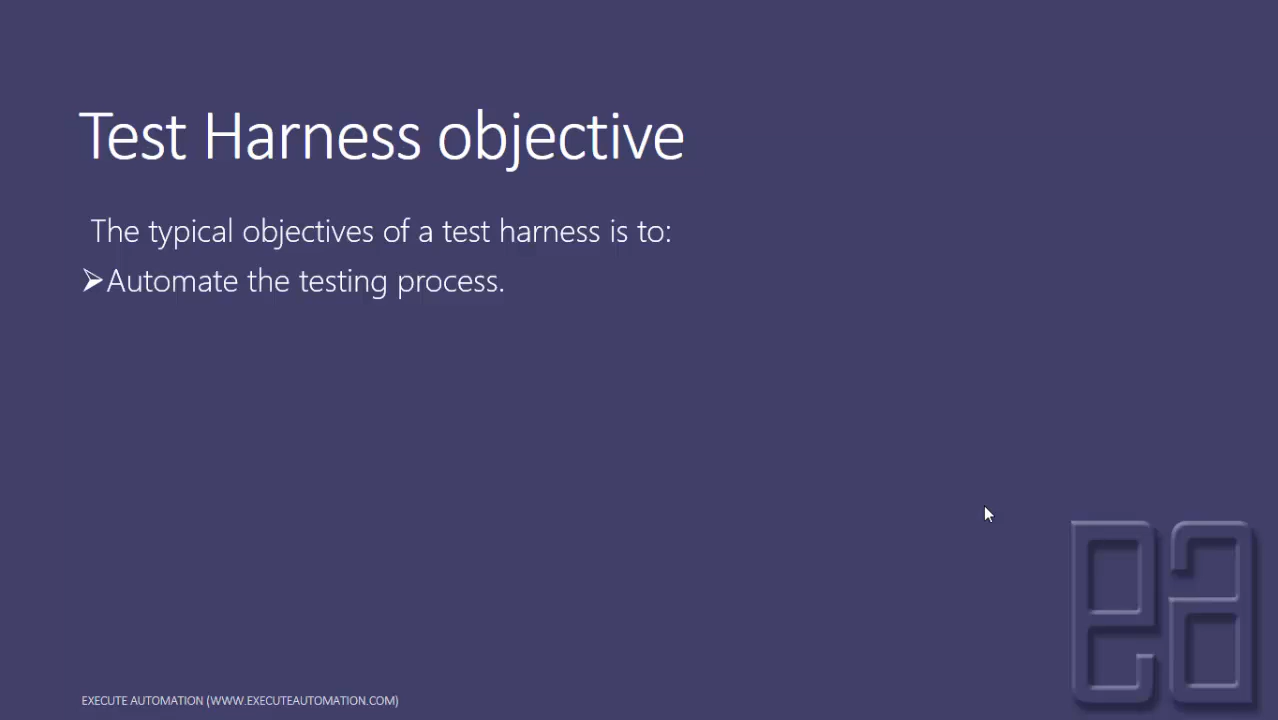 Test Harness objective
The typical objectives of a test harness is to:
➢Automate the testing process.
ea
EXECUTE AUTOMATION (WWW.EXECUTEAUTOMATION.COM)